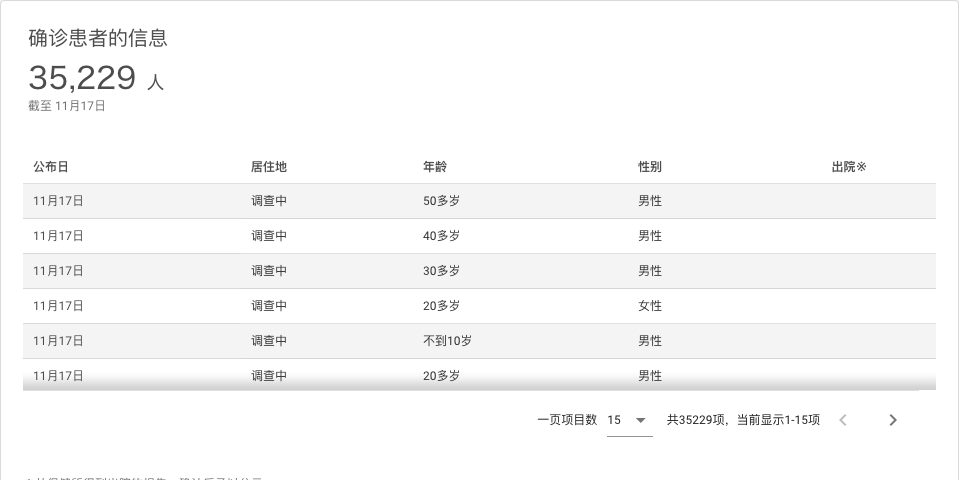 确诊患者的信息
35,229 人
截至 11月17日
公布日 居住地 年龄 性别 出院※
11月17日 调查中 50多岁 男性
11月17日 调查中 40多岁 男性
11月17日 调查中 30多岁 男性
11月17日 调查中 20多岁 女性
11月17日 调查中 不到10岁 男性
11月17日 调查中 20多岁 男性
一页项目数 15 共35229项，当前显示1-15项